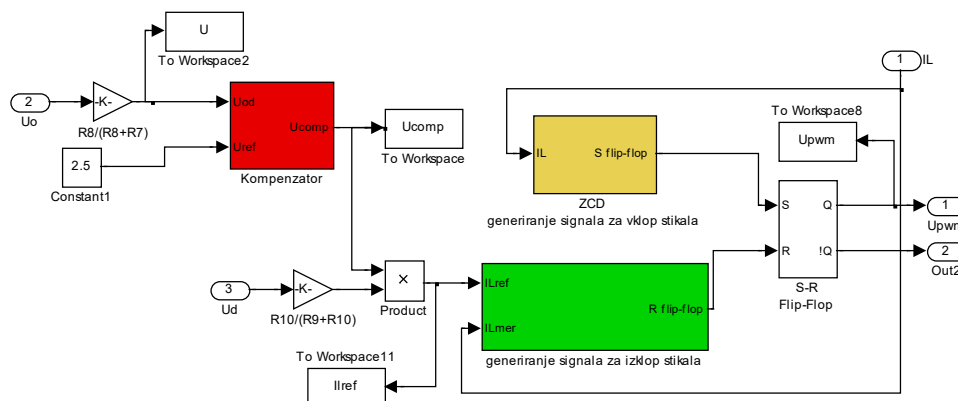 U
To Workspace2
2
Uo
-K-
R8/(R8+R7)
2.5
Constant1
Uod
Uref
Ucomp
Kompenzator
Ucomp
To Workspace
1
IL
To Workspace8
Upwm
IL
S flip-flop
ZCD
generiranje signala za vklop stikala
S
Q
R
!Q
S-R
Flip-Flop
1
Upwm
2
Out2
3
Ud
-K-
R10/(R9+R10)
×
Product
ILref
ILmer
R flip-flop
generiranje signala za izklop stikala
To Workspace11
Ilref